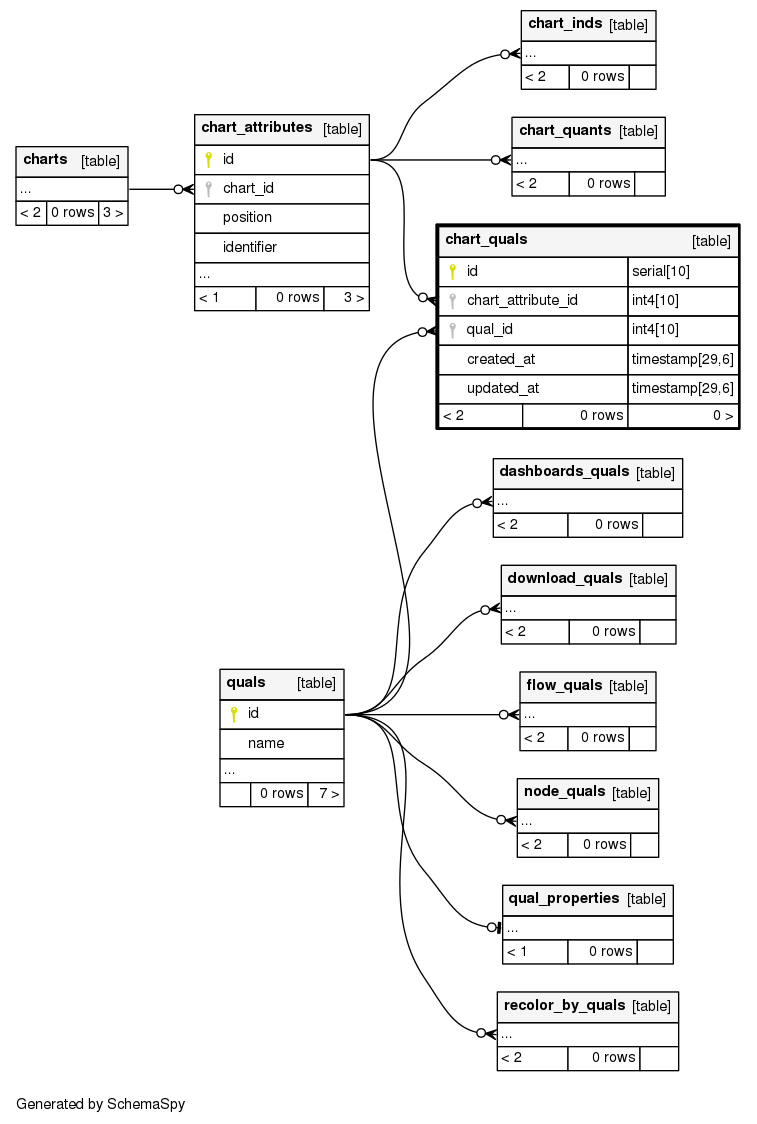 chart_inds [table]
...
< 2 0 rows
chart_attributes [table]
id
chart_id
position
identifier
...
< 1 0 rows 3 >
chart_quants [table]
...
< 2 0 rows
charts [table]
...
< 2 0 rows 3 >
chart_quals [table]
id serial[10]
chart_attribute_id int4[10]
qual_id int4[10]
created_at timestamp[29,6]
updated_at timestamp[29,6]
< 2 0 rows 0 >
dashboards_quals [table]
...
< 2 0 rows
download_quals [table]
...
< 2 0 rows
quals [table]
id
name
...
0 rows 7 >
flow_quals [table]
...
< 2 0 rows
node_quals [table]
...
< 2 0 rows
qual_properties [table]
...
< 1 0 rows
recolor_by_quals [table]
...
< 2 0 rows
Generated by SchemaSpy